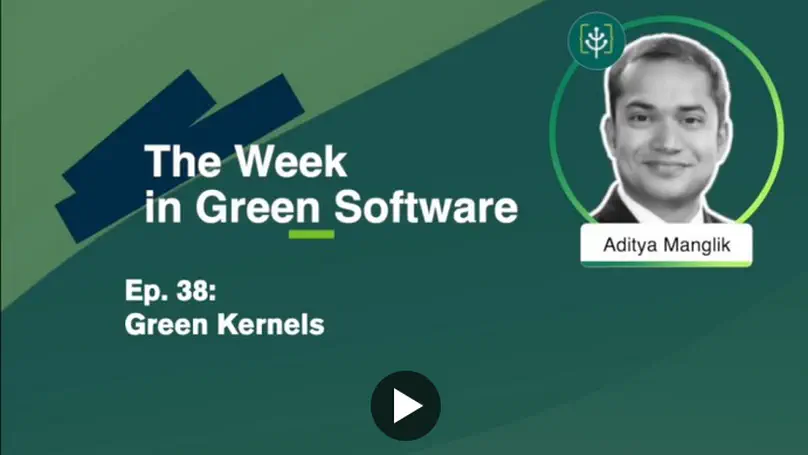 The Week
in Green Software
Aditya Manglik
Ep. 38:
Green Kernels